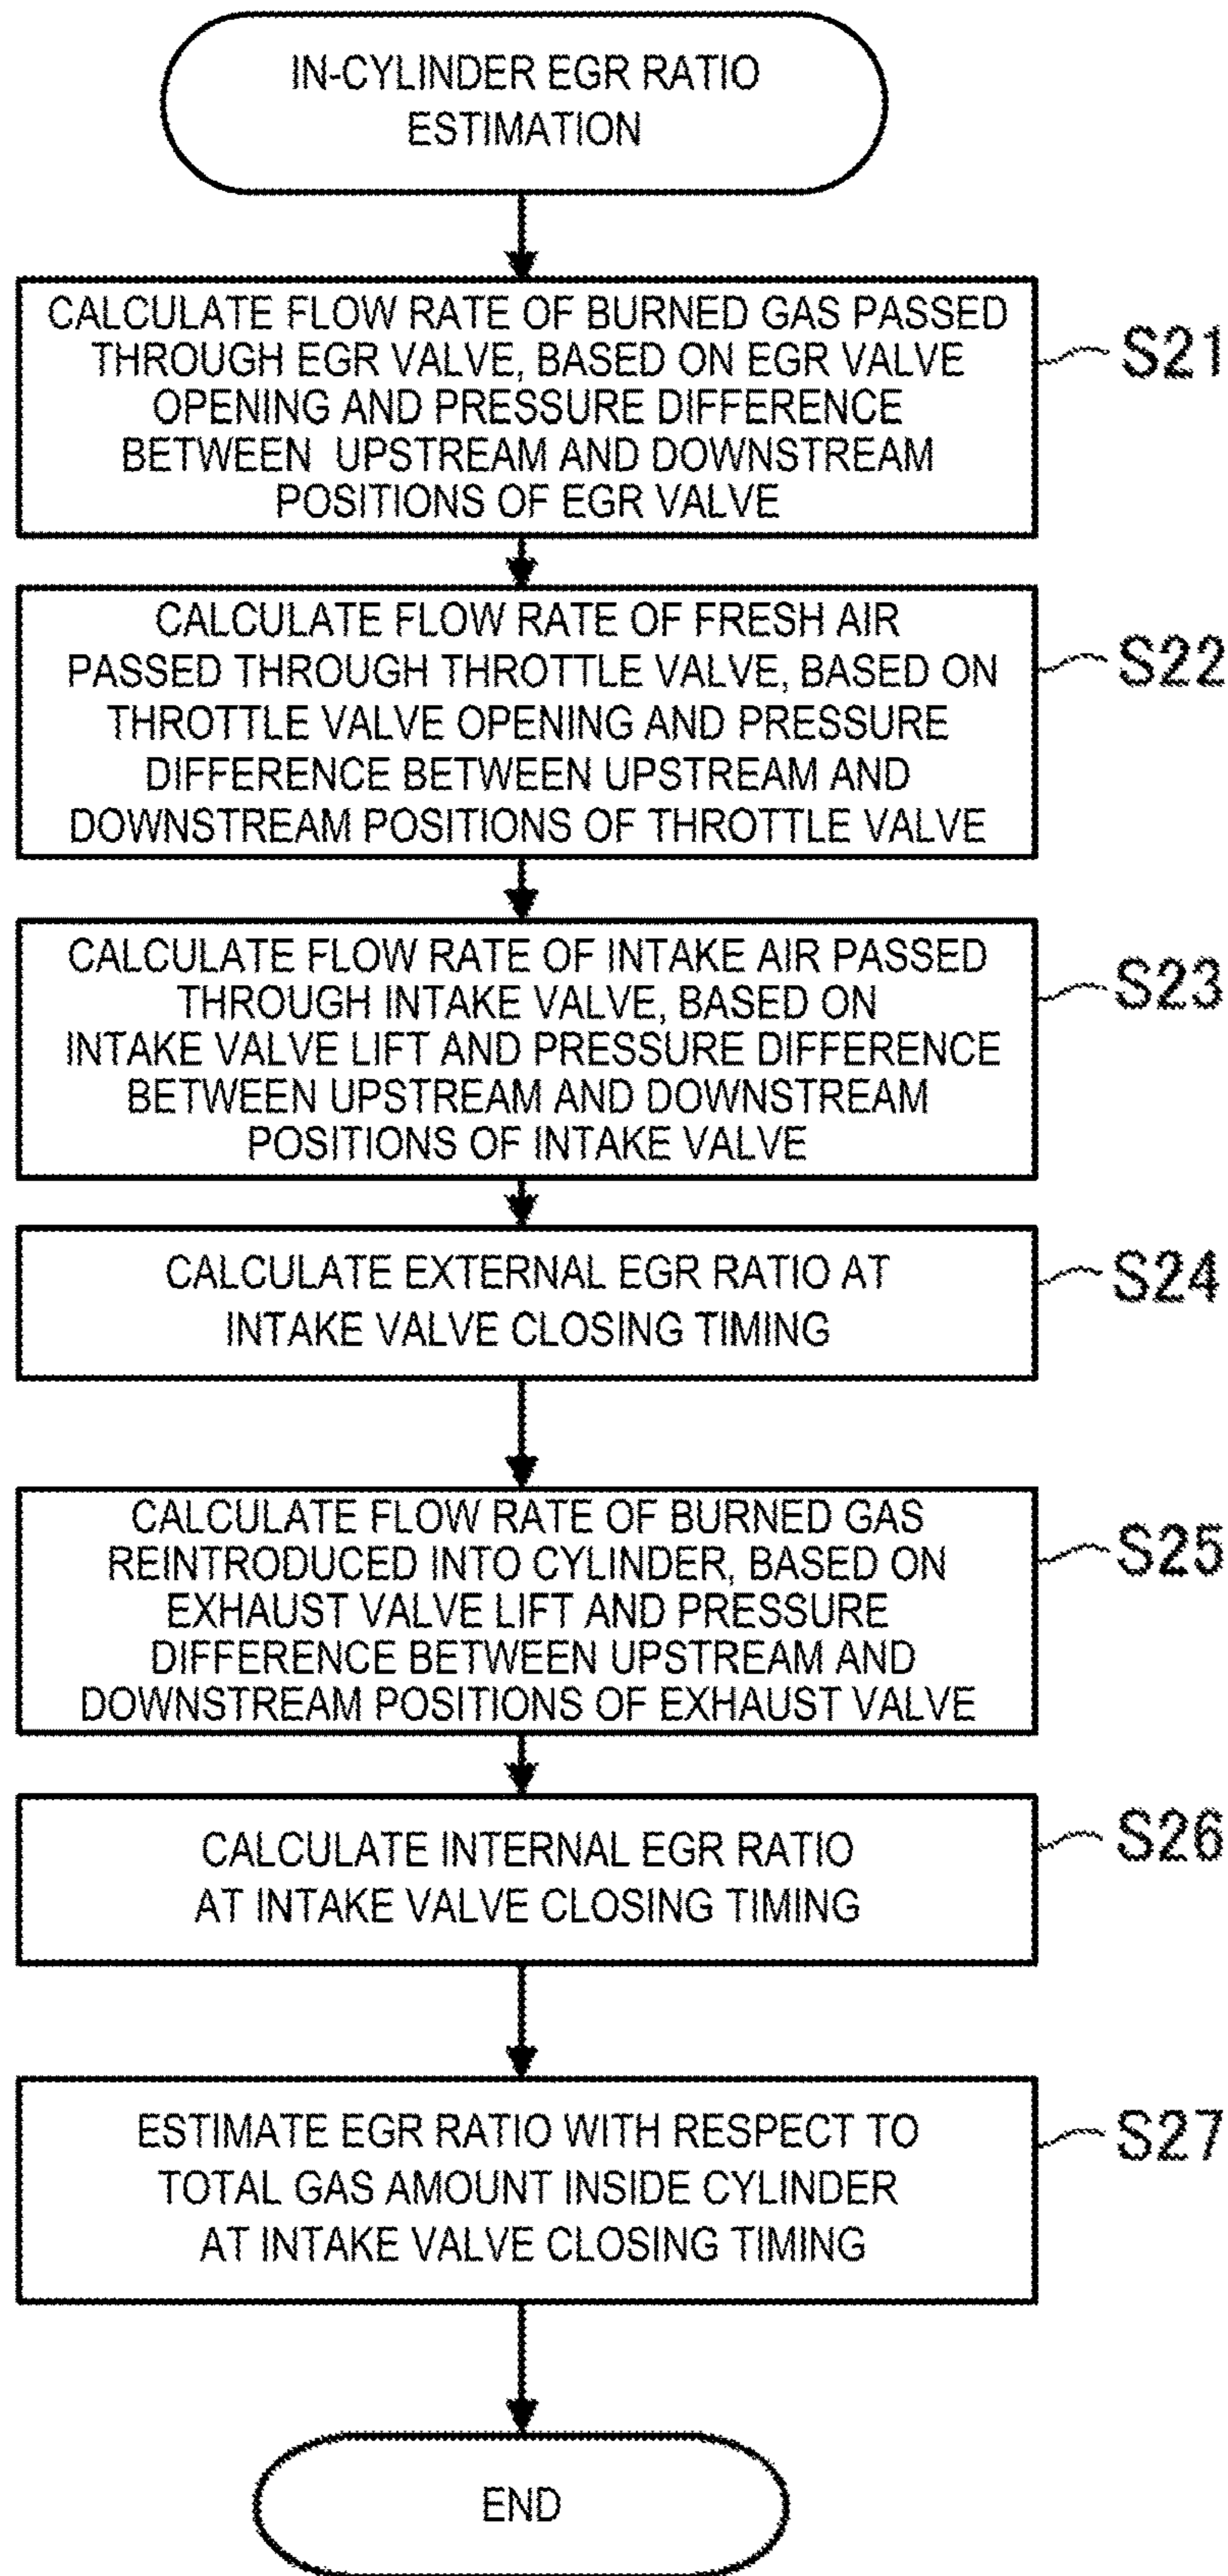 IN-CYLINDER EGR RATIO
ESTIMATION
CALCULATE FLOW RATE OF BURNED GAS PASSED
THROUGH EGR VALVE, BASED ON EGR VALVE
OPENING AND PRESSURE DIFFERENCE
BETWEEN UPSTREAM AND DOWNSTREAM
POSITIONS OF EGR VALVE
S21
CALCULATE FLOW RATE OF FRESH AIR
PASSED THROUGH THROTTLE VALVE, BASED ON
THROTTLE VALVE OPENING AND PRESSURE
DIFFERENCE BETWEEN UPSTREAM AND
DOWNSTREAM POSITIONS OF THROTTLE VALVE
S22
CALCULATE FLOW RATE OF INTAKE AIR PASSED
THROUGH INTAKE VALVE, BASED ON
INTAKE VALVE LIFT AND PRESSURE DIFFERENCE
BETWEEN UPSTREAM AND DOWNSTREAM
POSITIONS OF INTAKE VALVE
S23
CALCULATE EXTERNAL EGR RATIO AT
INTAKE VALVE CLOSING TIMING
S24
CALCULATE FLOW RATE OF BURNED GAS
REINTRODUCED INTO CYLINDER, BASED ON
EXHAUST VALVE LIFT AND PRESSURE
DIFFERENCE BETWEEN UPSTREAM AND
DOWNSTREAM POSITIONS OF EXHAUST VALVE
S25
CALCULATE INTERNAL EGR RATIO
AT INTAKE VALVE CLOSING TIMING
S26
ESTIMATE EGR RATIO WITH RESPECT TO
TOTAL GAS AMOUNT INSIDE CYLINDER
AT INTAKE VALVE CLOSING TIMING
S27
END